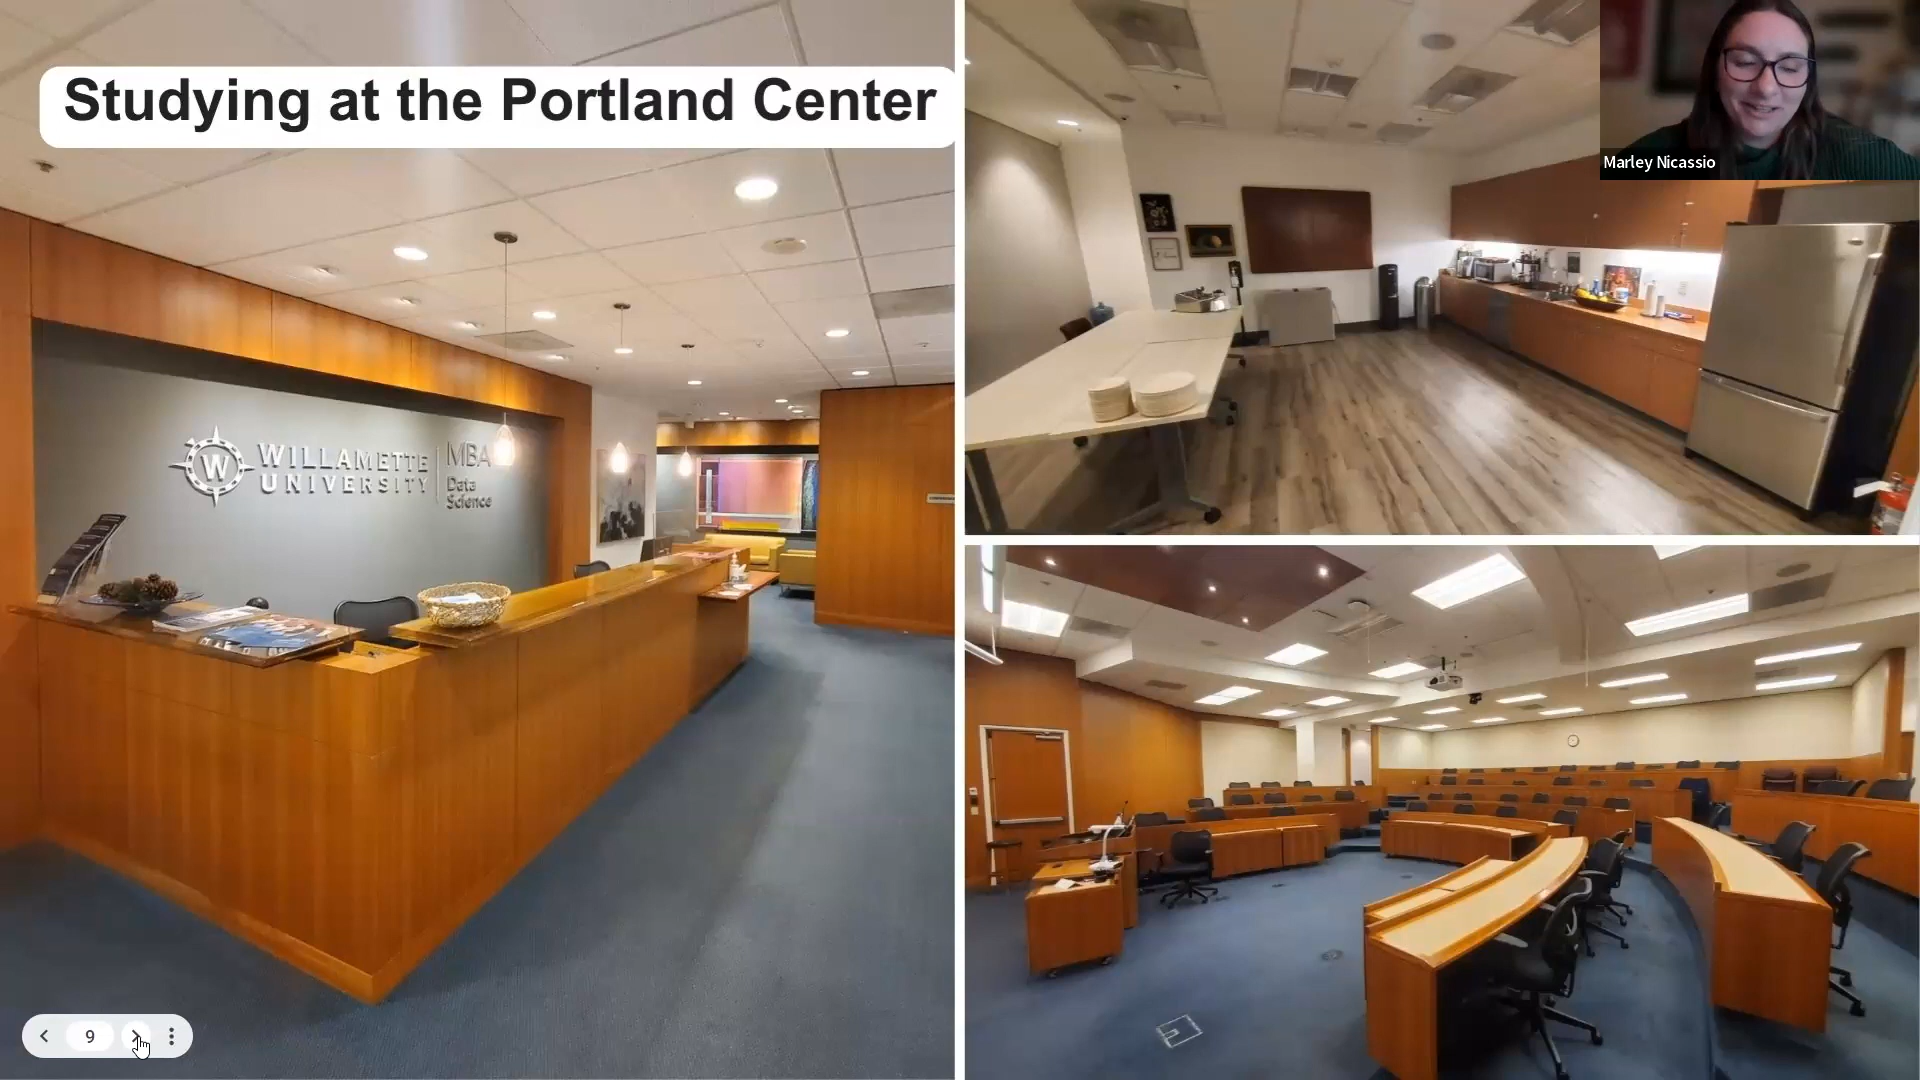 Studying at the Portland Center
Marley Nicassio
W
WILLAMETTE
UNIVERSITY
MBA
Data
Science
9